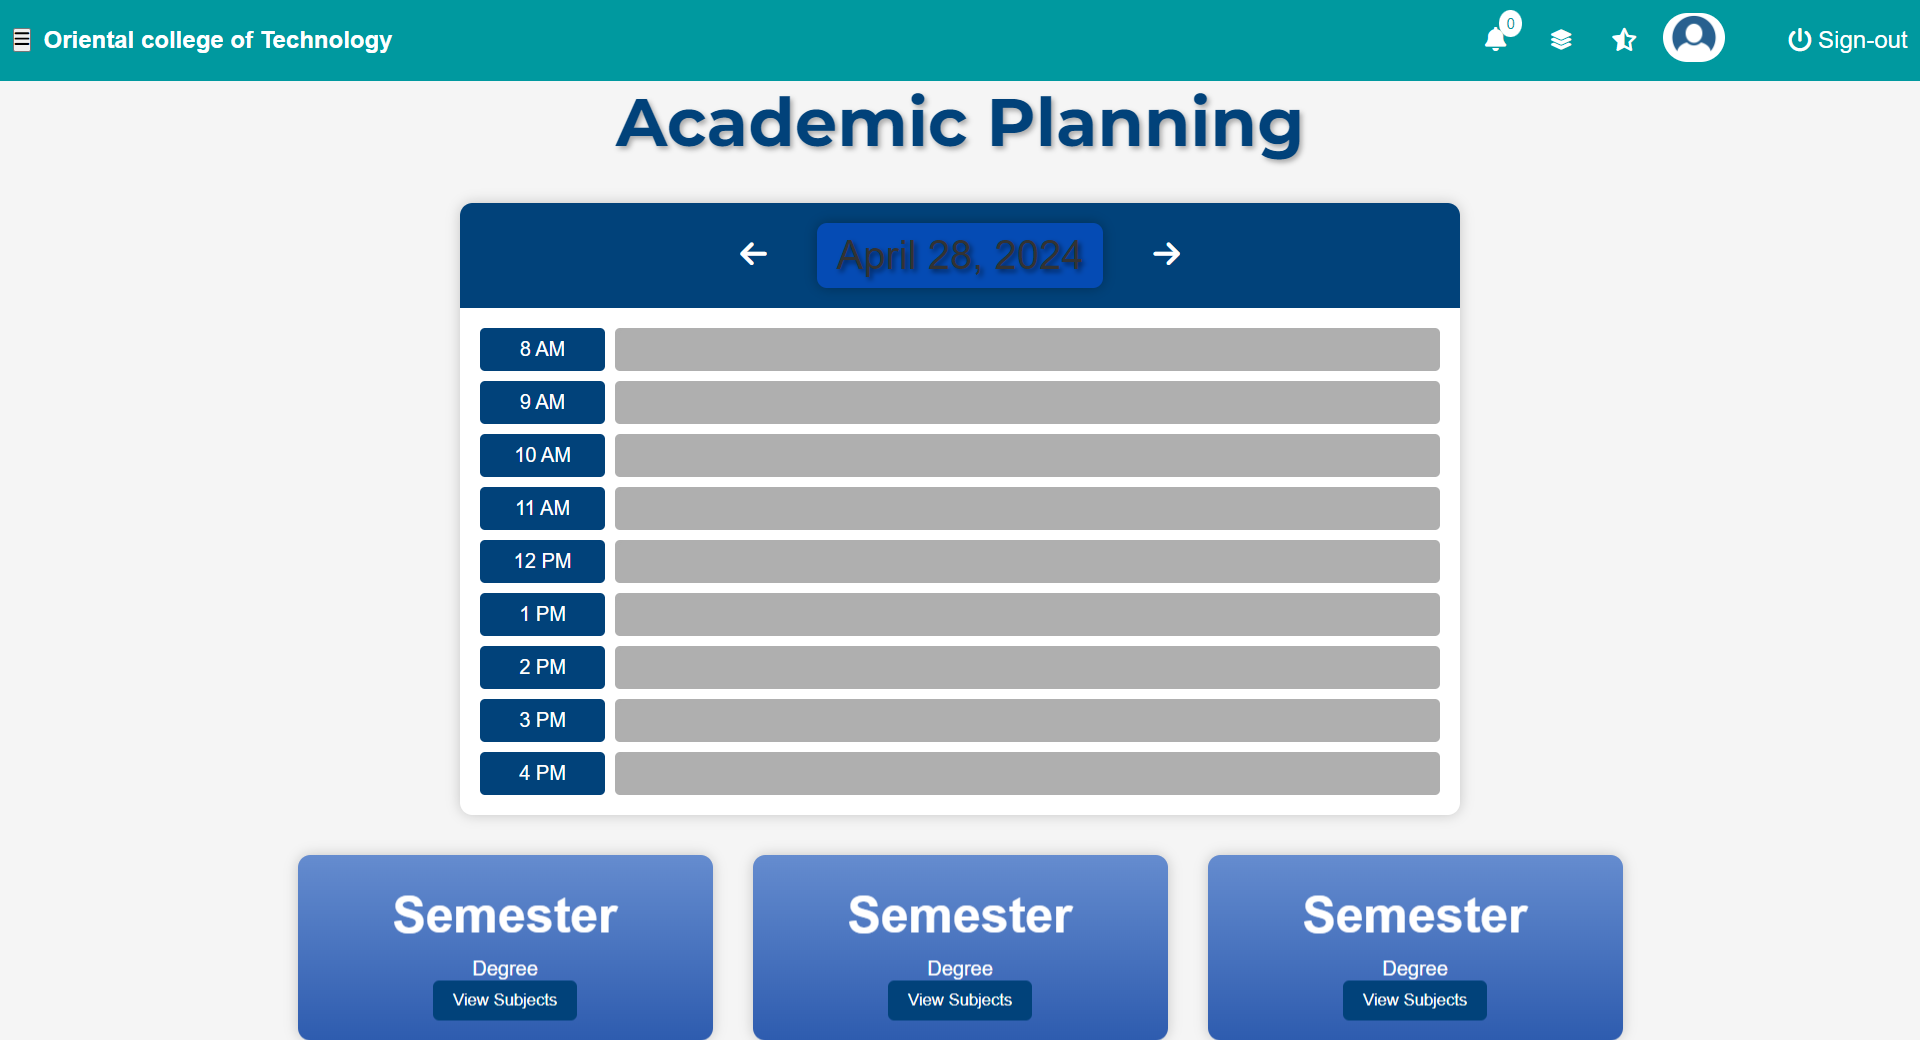 Oriental college of Technology
0
Sign-out
Academic Planning
April 28, 2024
8 AM
9 AM
10 AM
11 AM
12 PM
1 PM
2 PM
3 PM
4 PM
Semester
Degree
View Subjects
Semester
Degree
View Subjects
Semester
Degree
View Subjects